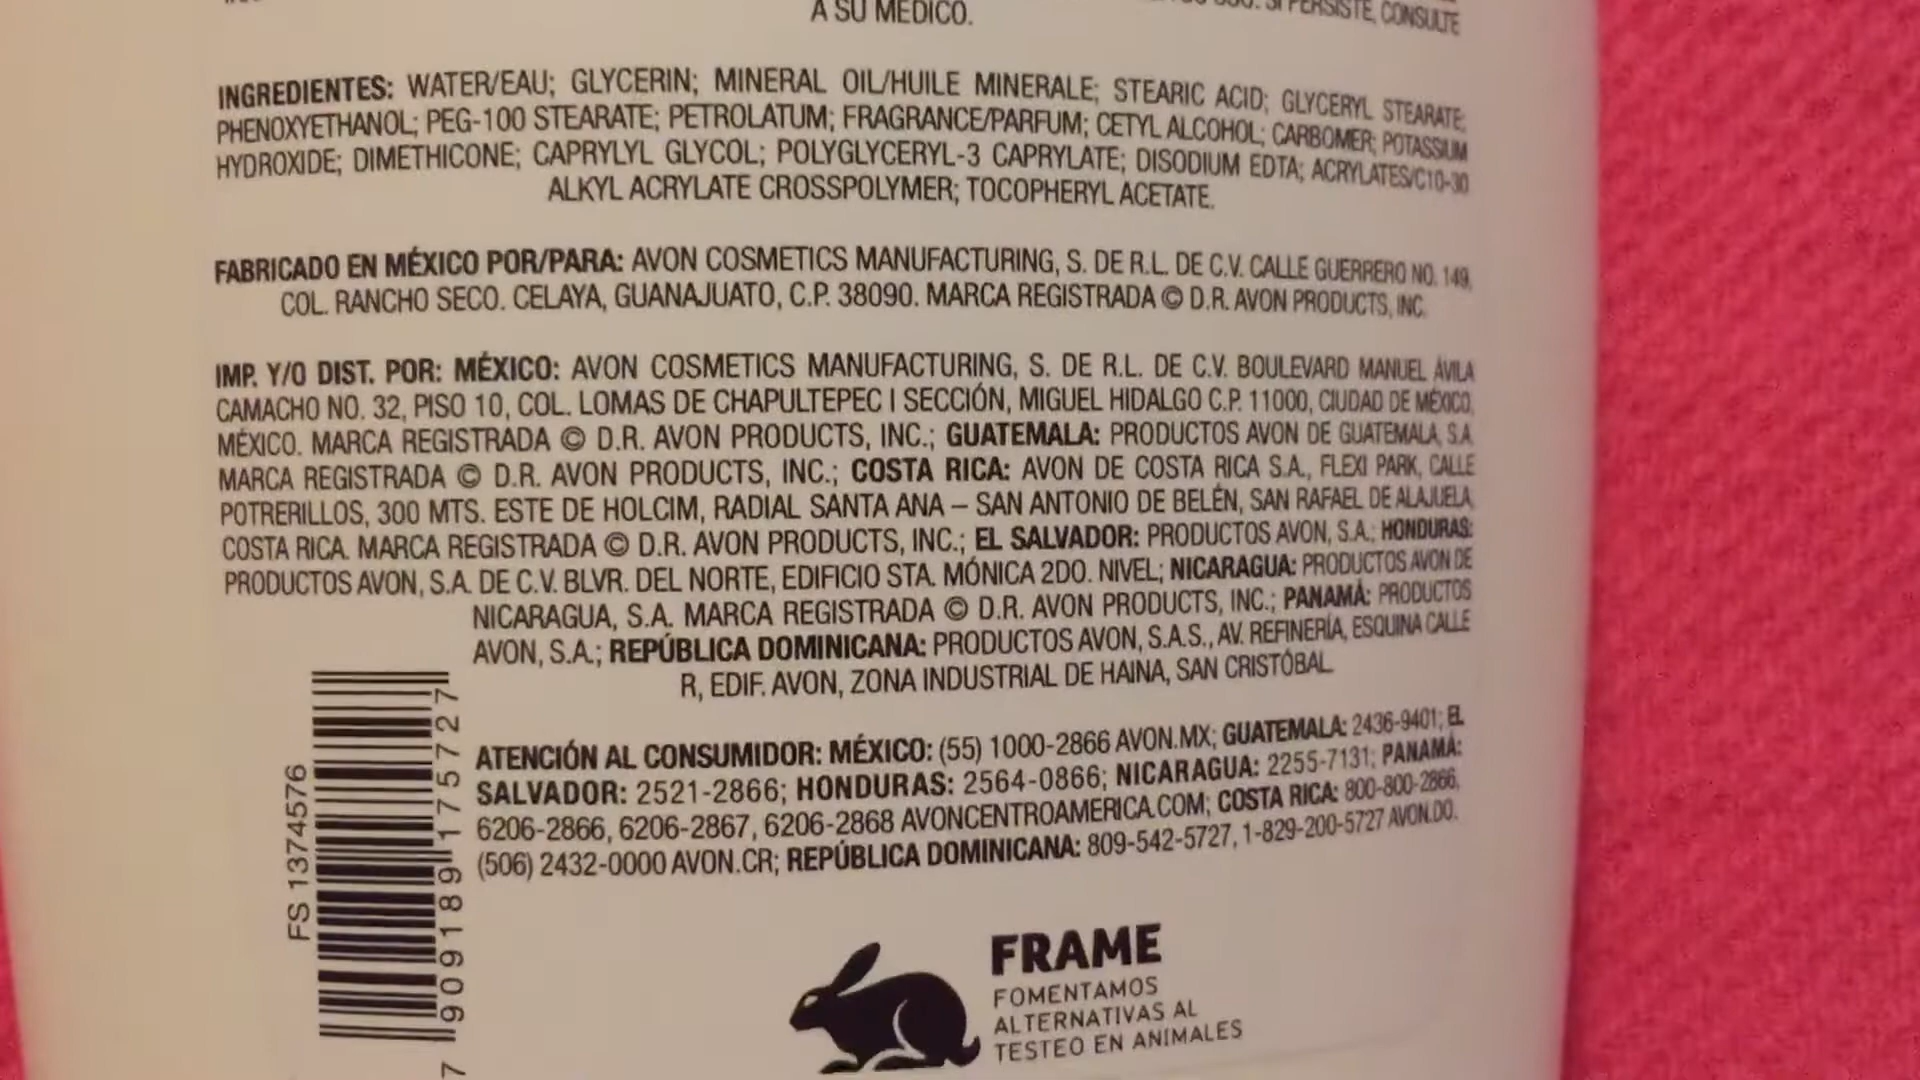 SI PERSISTE, CONSULTE
A SU MÉDICO.
INGREDIENTES: WATER/EAU; GLYCERIN; MINERAL OIL/HUILE MINERALE; STEARIC ACID; GLYCERYL STEARATE;
PHENOXYETHANOL; PEG-100 STEARATE; PETROLATUM; FRAGRANCE/PARFUM; CETYL ALCOHOL; CARBOMER; POTASSIUM
HYDROXIDE; DIMETHICONE; CAPRYLYL GLYCOL; POLYGLYCERYL-3 CAPRYLATE; DISODIUM EDTA; ACRYLATES/C10-30
ALKYL ACRYLATE CROSSPOLYMER; TOCOPHERYL ACETATE.
FABRICADO EN MÉXICO POR/PARA: AVON COSMETICS MANUFACTURING, S. DE R.L. DE C.V. CALLE GUERRERO NO. 149,
COL. RANCHO SECO. CELAYA, GUANAJUATO, C.P. 38090. MARCA REGISTRADA © D.R. AVON PRODUCTS, INC.
IMP. Y/O DIST. POR: MÉXICO: AVON COSMETICS MANUFACTURING, S. DE R.L. DE C.V. BOULEVARD MANUEL ÁVILA
CAMACHO NO. 32, PISO 10, COL. LOMAS DE CHAPULTEPEC I SECCIÓN, MIGUEL HIDALGO C.P. 11000, CIUDAD DE MÉXICO,
MÉXICO. MARCA REGISTRADA © D.R. AVON PRODUCTS, INC.; GUATEMALA: PRODUCTOS AVON DE GUATEMALA, S.A.
MARCA REGISTRADA © D.R. AVON PRODUCTS, INC.; COSTA RICA: AVON DE COSTA RICA S.A., FLEXI PARK, CALLE
POTRERILLOS, 300 MTS. ESTE DE HOLCIM, RADIAL SANTA ANA – SAN ANTONIO DE BELÉN, SAN RAFAEL DE ALAJUELA,
COSTA RICA. MARCA REGISTRADA © D.R. AVON PRODUCTS, INC.; EL SALVADOR: PRODUCTOS AVON, S.A.; HONDURAS:
PRODUCTOS AVON, S.A. DE C.V. BLVR. DEL NORTE, EDIFICIO STA. MÓNICA 2DO. NIVEL; NICARAGUA: PRODUCTOS AVON DE
NICARAGUA, S.A. MARCA REGISTRADA © D.R. AVON PRODUCTS, INC.; PANAMÁ: PRODUCTOS
AVON, S.A.; REPÚBLICA DOMINICANA: PRODUCTOS AVON, S.A.S., AV. REFINERÍA, ESQUINA CALLE
R, EDIF. AVON, ZONA INDUSTRIAL DE HAINA, SAN CRISTÓBAL.
ATENCIÓN AL CONSUMIDOR: MÉXICO: (55) 1000-2866 AVON.MX; GUATEMALA: 2436-9401; EL
SALVADOR: 2521-2866; HONDURAS: 2564-0866; NICARAGUA: 2255-7131; PANAMÁ:
6206-2866, 6206-2867, 6206-2868 AVONCENTROAMERICA.COM; COSTA RICA: 800-800-2866,
(506) 2432-0000 AVON.CR; REPÚBLICA DOMINICANA: 809-542-5727, 1-829-200-5727 AVON.DO.
FS 1374576
7 909189 175727
FRAME
FOMENTAMOS
ALTERNATIVAS AL
TESTEO EN ANIMALES